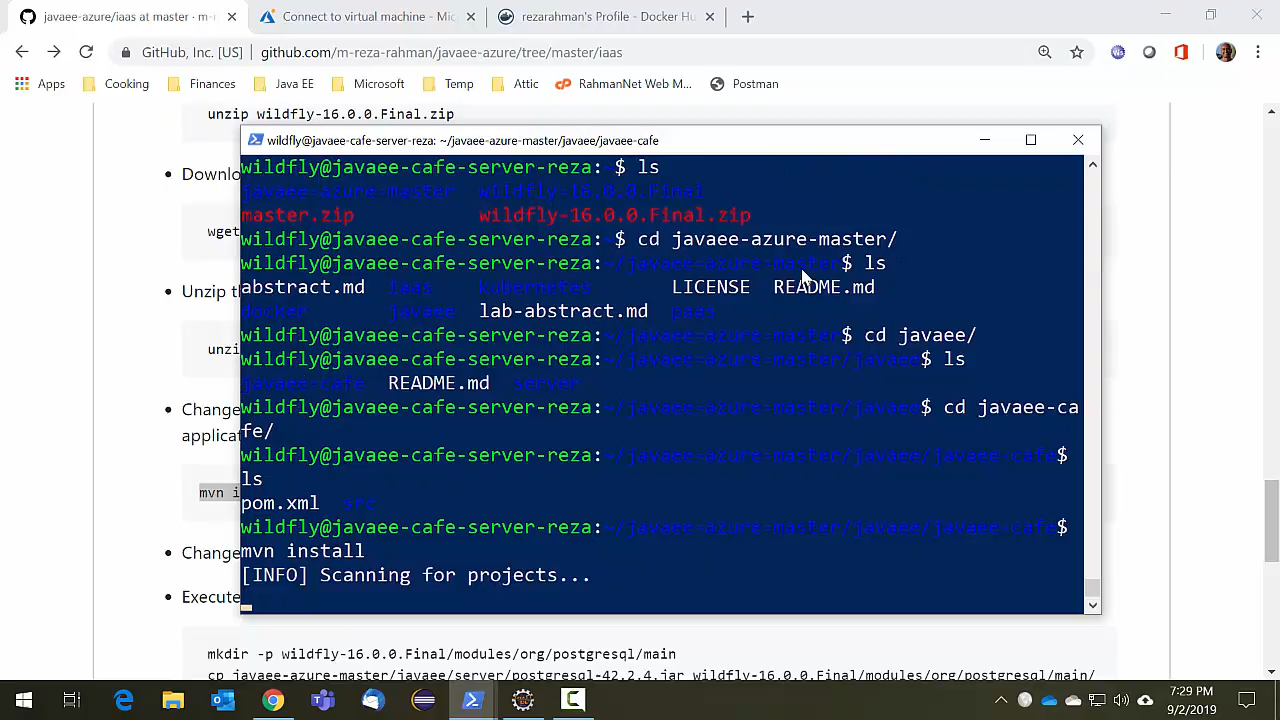 javaee-azure/iaas at master · m-r
Connect to virtual machine - Mic
rezarahman's Profile - Docker Hu
GitHub, Inc. [US]
github.com/m-reza-rahman/javaee-azure/tree/master/iaas
Apps
Cooking
Finances
Java EE
Microsoft
Temp
Attic
RahmanNet Web M...
Postman
unzip wildfly-16.0.0.Final.zip
Downlo
wge
Unzip t
unzi
Change
applica
mvn i
Change
Execute
wildfly@javaee-cafe-server-reza: ~/javaee-azure-master/javaee/javaee-cafe
wildfly@javaee-cafe-server-reza:~$ ls
javaee-azure-master wildfly-16.0.0.Final
master.zip wildfly-16.0.0.Final.zip
wildfly@javaee-cafe-server-reza:~$ cd javaee-azure-master/
wildfly@javaee-cafe-server-reza:~/javaee-azure-master$ ls
abstract.md iaas kubernetes LICENSE README.md
docker javaee lab-abstract.md paas
wildfly@javaee-cafe-server-reza:~/javaee-azure-master$ cd javaee/
wildfly@javaee-cafe-server-reza:~/javaee-azure-master/javaee$ ls
javaee-cafe README.md server
wildfly@javaee-cafe-server-reza:~/javaee-azure-master/javaee$ cd javaee-ca
fe/
wildfly@javaee-cafe-server-reza:~/javaee-azure-master/javaee/javaee-cafe$
ls
pom.xml src
wildfly@javaee-cafe-server-reza:~/javaee-azure-master/javaee/javaee-cafe$
mvn install
[INFO] Scanning for projects...
mkdir -p wildfly-16.0.0.Final/modules/org/postgresql/main
cp javaee-azure-master/javaee/server/postgresql-42.2.4.jar wildfly-16.0.0.Final/modules/org/postgresql/main/
7:29 PM
9/2/2019